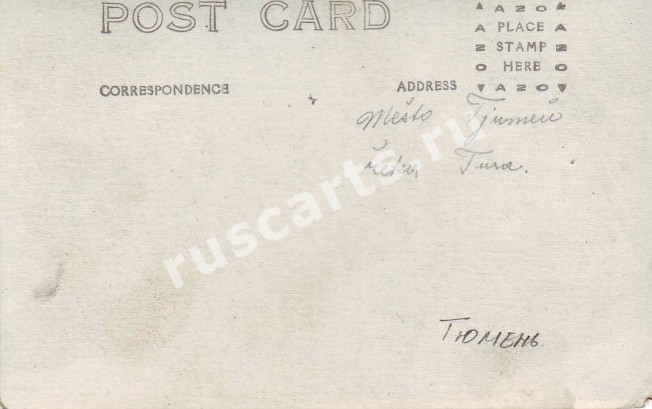 POST CARD
AZO
PLACE
STAMP
HERE
AZO
CORRESPONDENCE
ADDRESS
Město Tjumeň
řeka Tura.
ruscarts.ru
Тюмень.